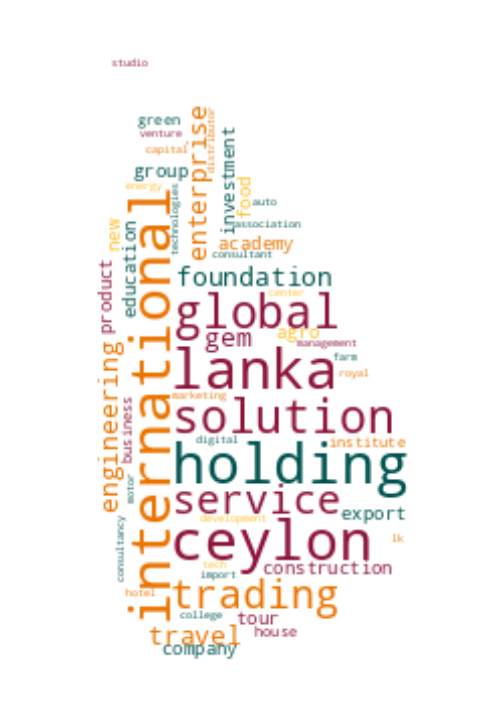 studio
green
venture
capital
enterprise
distributor
group
energy
technologies
investment
food
auto
association
academy
consultant
new
education
product
international
foundation
center
global
gem
agro
management
lanka
farm
royal
marketing
engineering
business
solution
digital
institute
holding
motor
service
export
development
consultancy
ceylon
lk
tech
construction
import
hotel
trading
college
tour
travel
house
company